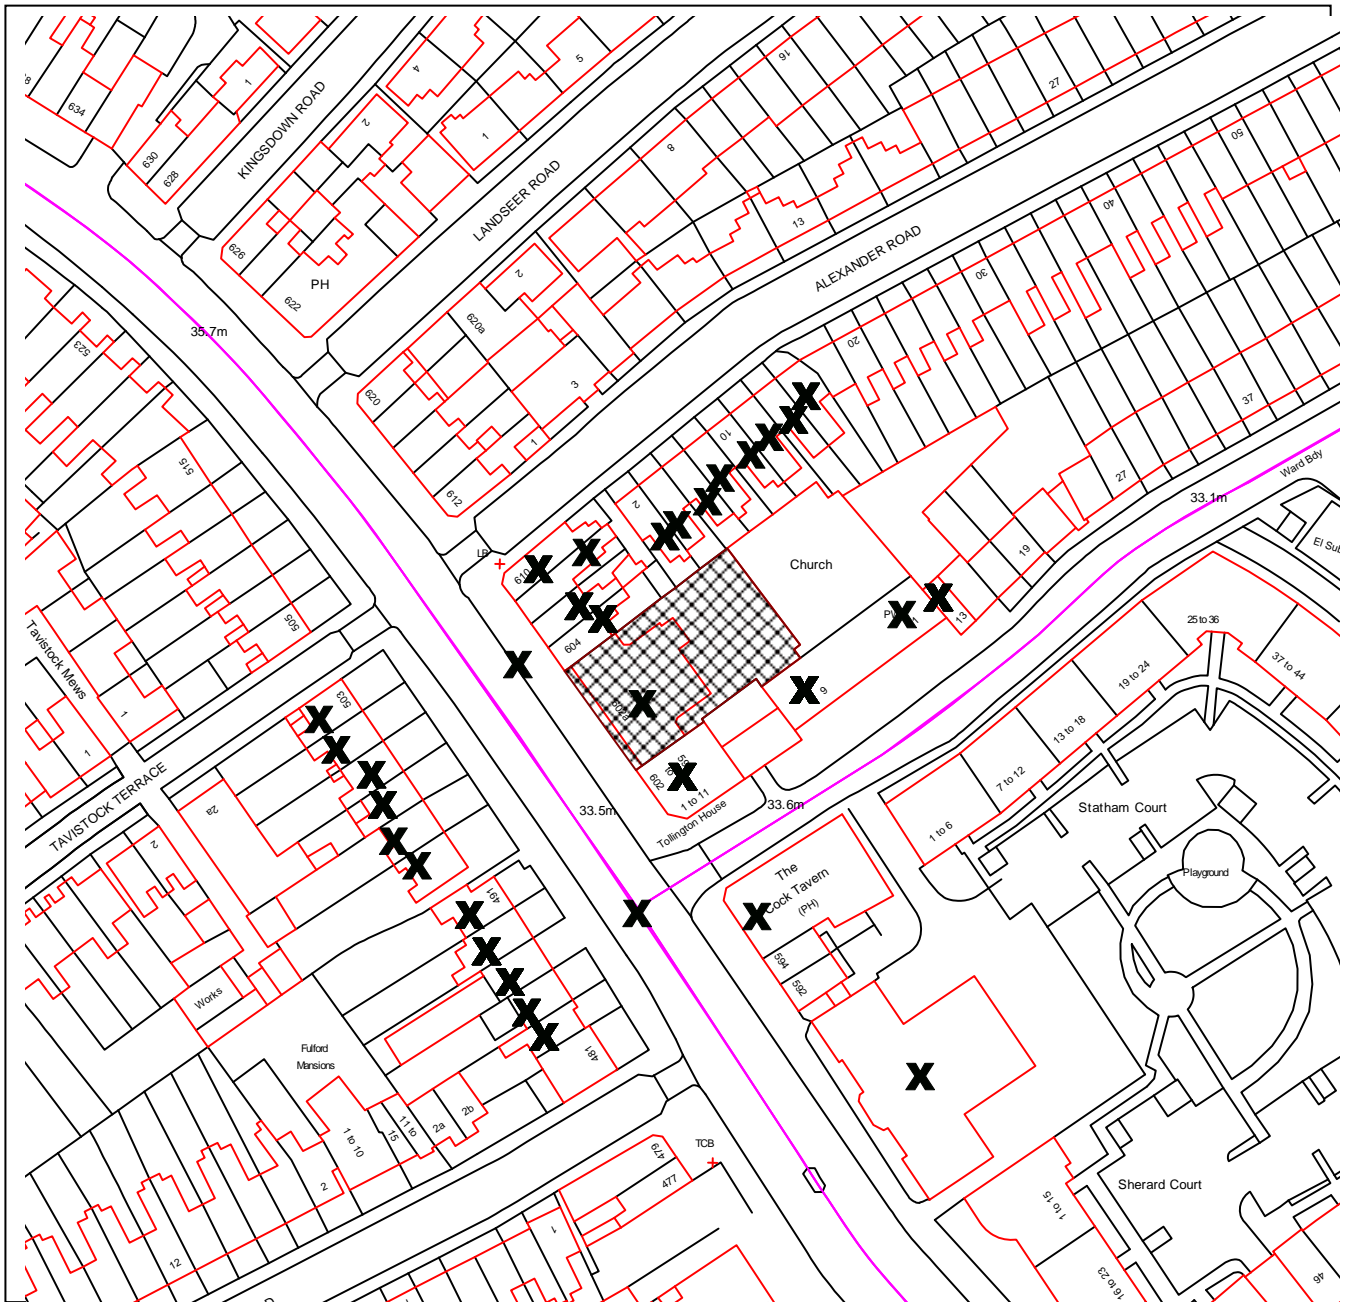 634
1
630
628
KINGSDOWN ROAD
4
2
5
1
16
27
8
50
LANDSEER ROAD
40
13
626
PH
622
ALEXANDER ROAD
30
2
620a
20
35.7m
523
3
620
1
37
10
515
612
27
Ward Bdy
33.1m
2
LB
610
Church
El Sub
19
13
25 to 36
505
604
Tavistock Mews
37 to 44
19 to 24
1
503
9
13 to 18
1
7 to 12
602
1 to 11
Tollington House
33.5m
33.6m
Statham Court
TAVISTOCK TERRACE
2a
2
1 to 6
Playground
The
Cock Tavern
(PH)
491
594
592
Works
Fulford
Mansions
481
2b
2a
11 to
15
1 to 10
TCB
479
477
2
Sherard Court
1 to 15
1
12
16 to 23
46